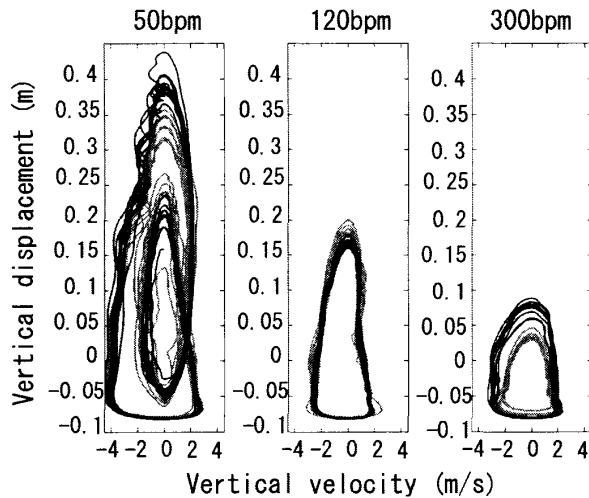 50bpm 120bpm 300bpm
Vertical displacement (m)
0.4 0.4 0.4
0.35 0.35 0.35
0.3 0.3 0.3
0.25 0.25 0.25
0.2 0.2 0.2
0.15 0.15 0.15
0.1 0.1 0.1
0.05 0.05 0.05
0 0 0
-0.05 -0.05 -0.05
-0.1 -0.1 -0.1
-4 -2 0 2 4 -4 -2 0 2 4 -4 -2 0 2 4
Vertical velocity (m/s)